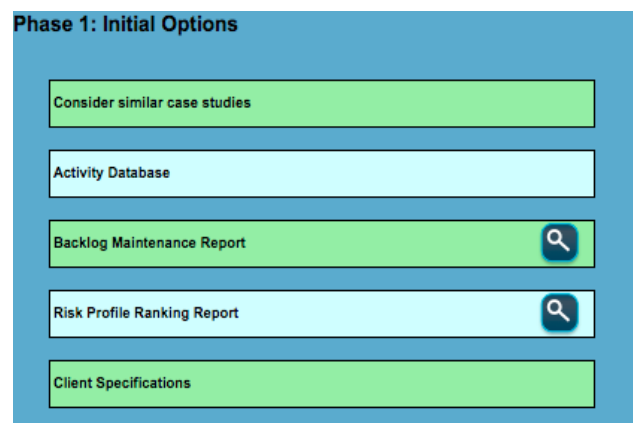 Phase 1: Initial Options
Consider similar case studies
Activity Database
Backlog Maintenance Report
Risk Profile Ranking Report
Client Specifications